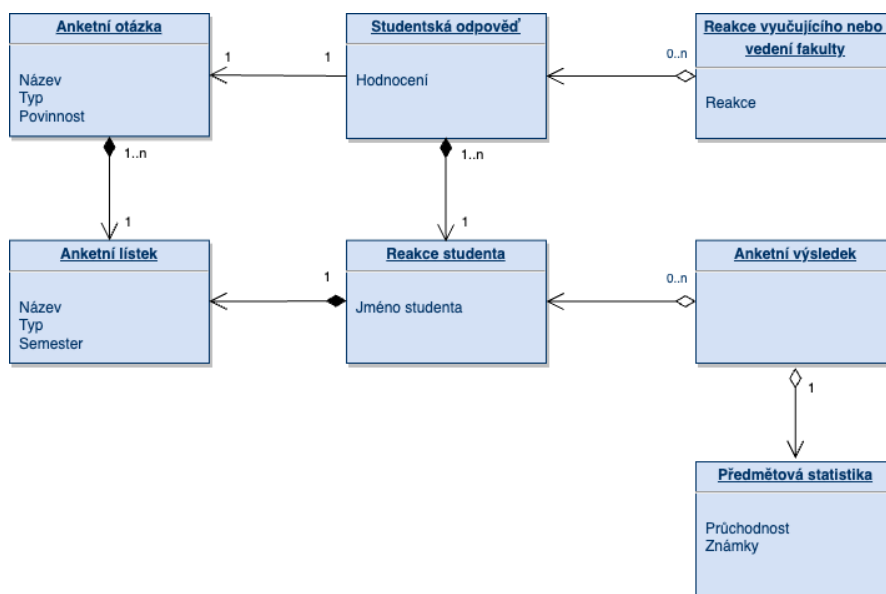 Anketní otázka
Název
Typ
Povinnost
1
1
Studentská odpověď
Hodnocení
0..n
Reakce vyučujícího nebo
vedení fakulty
Reakce
1..n
1
1..n
1
Anketní lístek
Název
Typ
Semester
1
Reakce studenta
Jméno studenta
0..n
Anketní výsledek
1
Předmětová statistika
Průchodnost
Známky